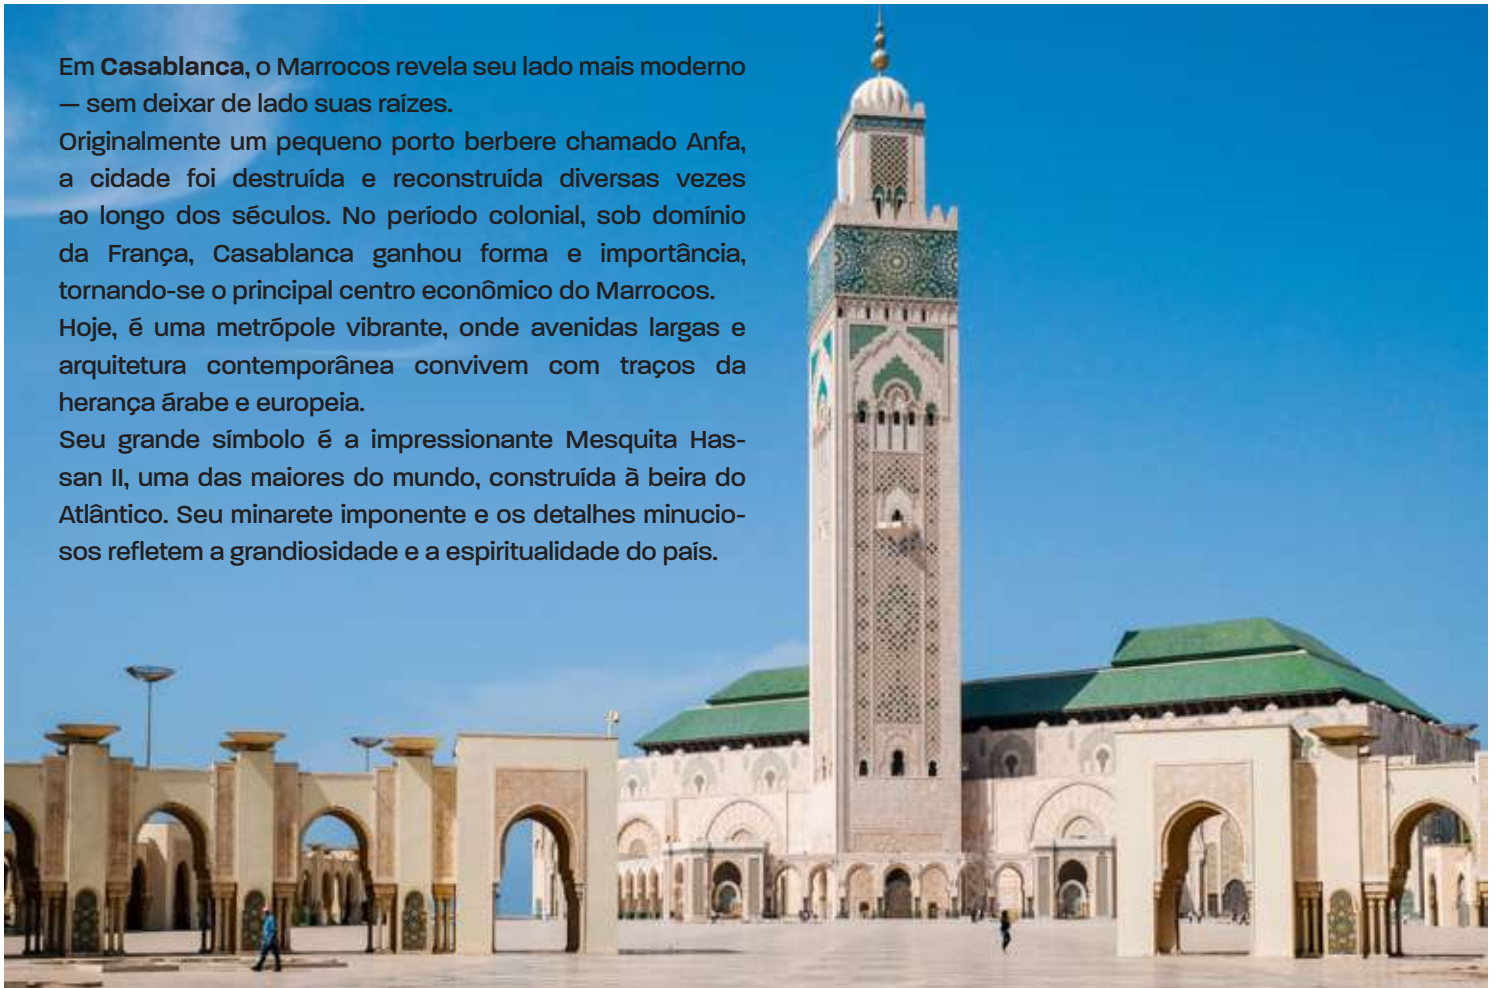 Em Casablanca, o Marrocos revela seu lado mais moderno
— sem deixar de lado suas raízes.
Originalmente um pequeno porto berbere chamado Anfa,
a cidade foi destruída e reconstruída diversas vezes
ao longo dos séculos. No período colonial, sob domínio
da França, Casablanca ganhou forma e importância,
tornando-se o principal centro econômico do Marrocos.
Hoje, é uma metrópole vibrante, onde avenidas largas e
arquitetura contemporânea convivem com traços da
herança árabe e europeia.
Seu grande símbolo é a impressionante Mesquita Has-
san II, uma das maiores do mundo, construída à beira do
Atlântico. Seu minarete imponente e os detalhes minucio-
sos refletem a grandiosidade e a espiritualidade do país.